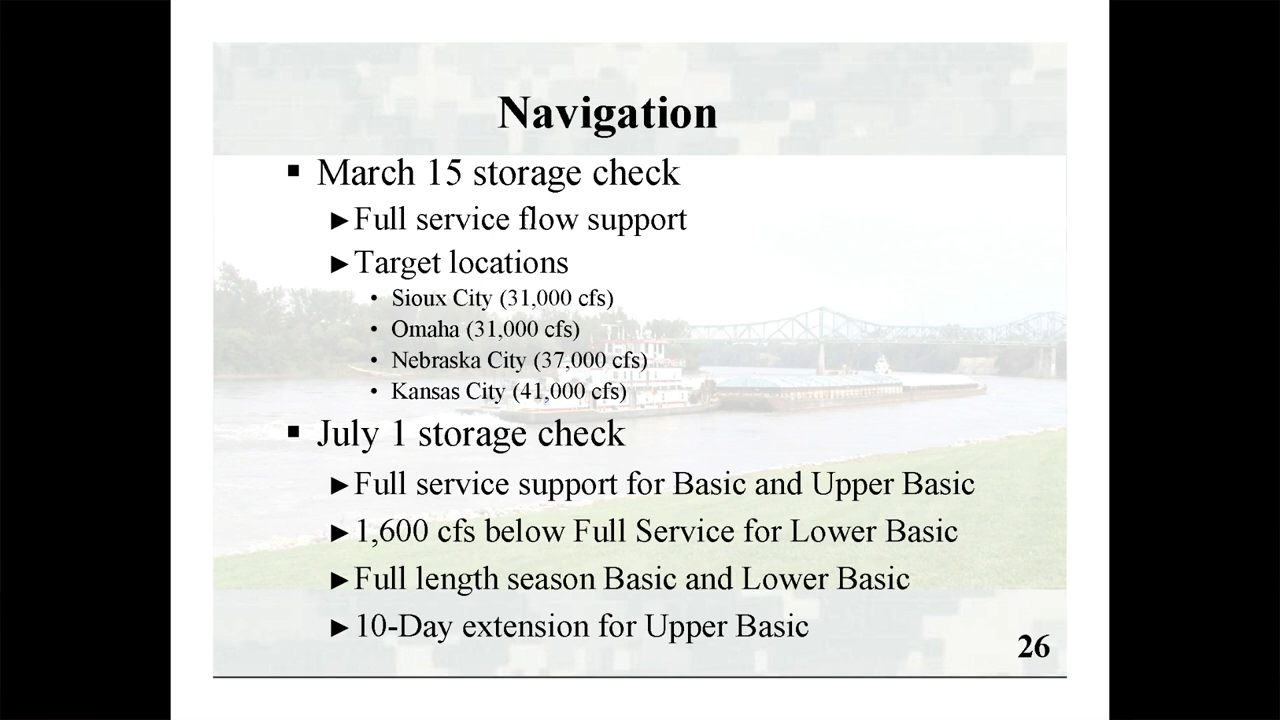 Navigation
▪ March 15 storage check
►Full service flow support
►Target locations
• Sioux City (31,000 cfs)
• Omaha (31,000 cfs)
• Nebraska City (37,000 cfs)
• Kansas City (41,000 cfs)
▪ July 1 storage check
►Full service support for Basic and Upper Basic
►1,600 cfs below Full Service for Lower Basic
►Full length season Basic and Lower Basic
►10-Day extension for Upper Basic
26